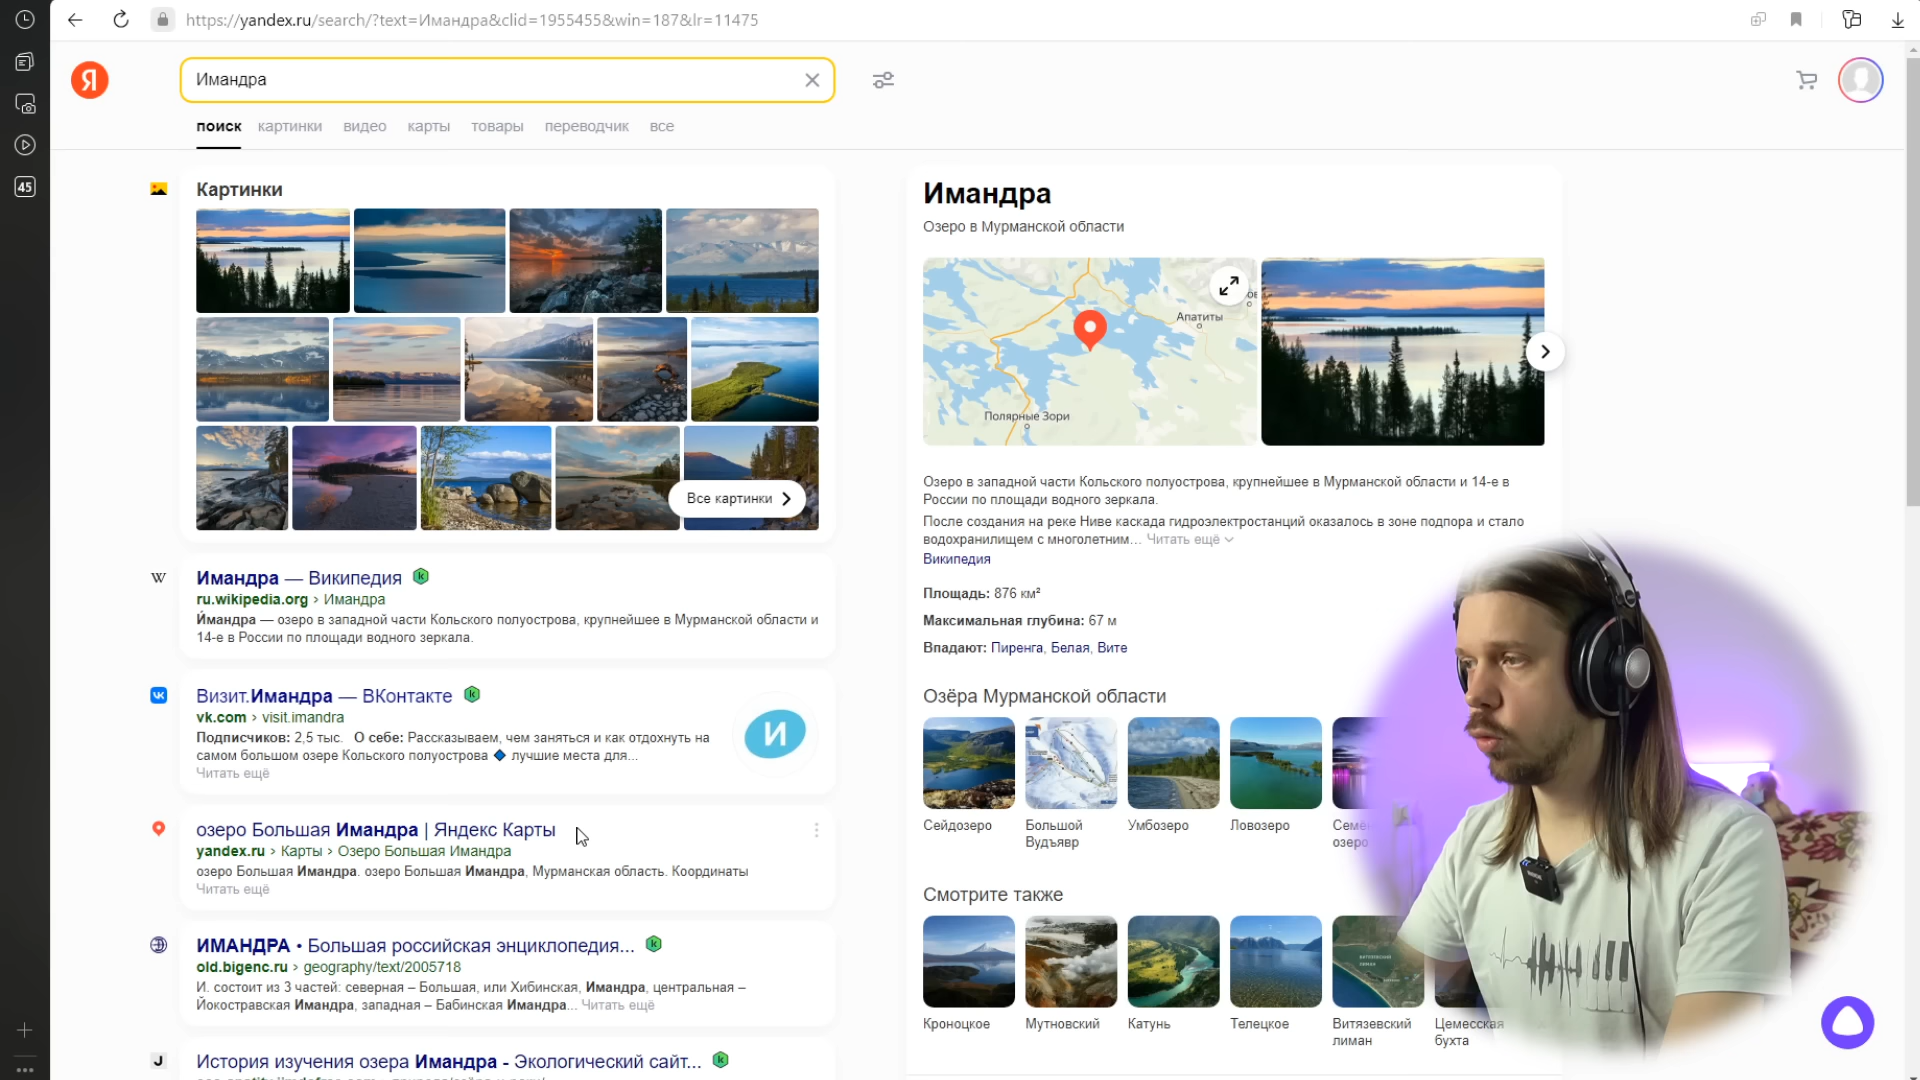 https://yandex.ru/search/?text=Имандра&clid=1955455&win=187&lr=11475
Я
Имандра
поиск картинки видео карты товары переводчик все
45
Картинки
Все картинки
W
Имандра — Википедия
ru.wikipedia.org › Имандра
И́мандра — озеро в западной части Кольского полуострова, крупнейшее в Мурманской области и
14-е в России по площади водного зеркала.
Визит.Имандра — ВКонтакте
vk.com › visit.imandra
Подписчиков: 2,5 тыс. О себе: Рассказываем, чем заняться и как отдохнуть на
самом большом озере Кольского полуострова 🔹 лучшие места для...
Читать ещё
И
озеро Большая Имандра | Яндекс Карты
yandex.ru › Карты › Озеро Большая Имандра
озеро Большая Имандра. озеро Большая Имандра, Мурманская область. Координаты
Читать ещё
ИМАНДРА • Большая российская энциклопедия...
old.bigenc.ru › geography/text/2005718
И. состоит из 3 частей: северная – Большая, или Хибинская, Имандра, центральная –
Йокостравская Имандра, западная – Бабинская Имандра... Читать ещё
J
История изучения озера Имандра - Экологический сайт...
Имандра
Озеро в Мурманской области
Апатиты
Полярные Зори
Озеро в западной части Кольского полуострова, крупнейшее в Мурманской области и 14-е в
России по площади водного зеркала.
После создания на реке Ниве каскада гидроэлектростанций оказалось в зоне подпора и стало
водохранилищем с многолетним... Читать ещё
Википедия
Площадь: 876 км²
Максимальная глубина: 67 м
Впадают: Пиренга, Белая, Вите
Озёра Мурманской области
Сейдозеро
Большой
Вудъявр
Умбозеро
Ловозеро
озеро
Смотрите также
Кроноцкое
Мутновский
Катунь
Телецкое
Витязевский
лиман
Цемесская
бухта